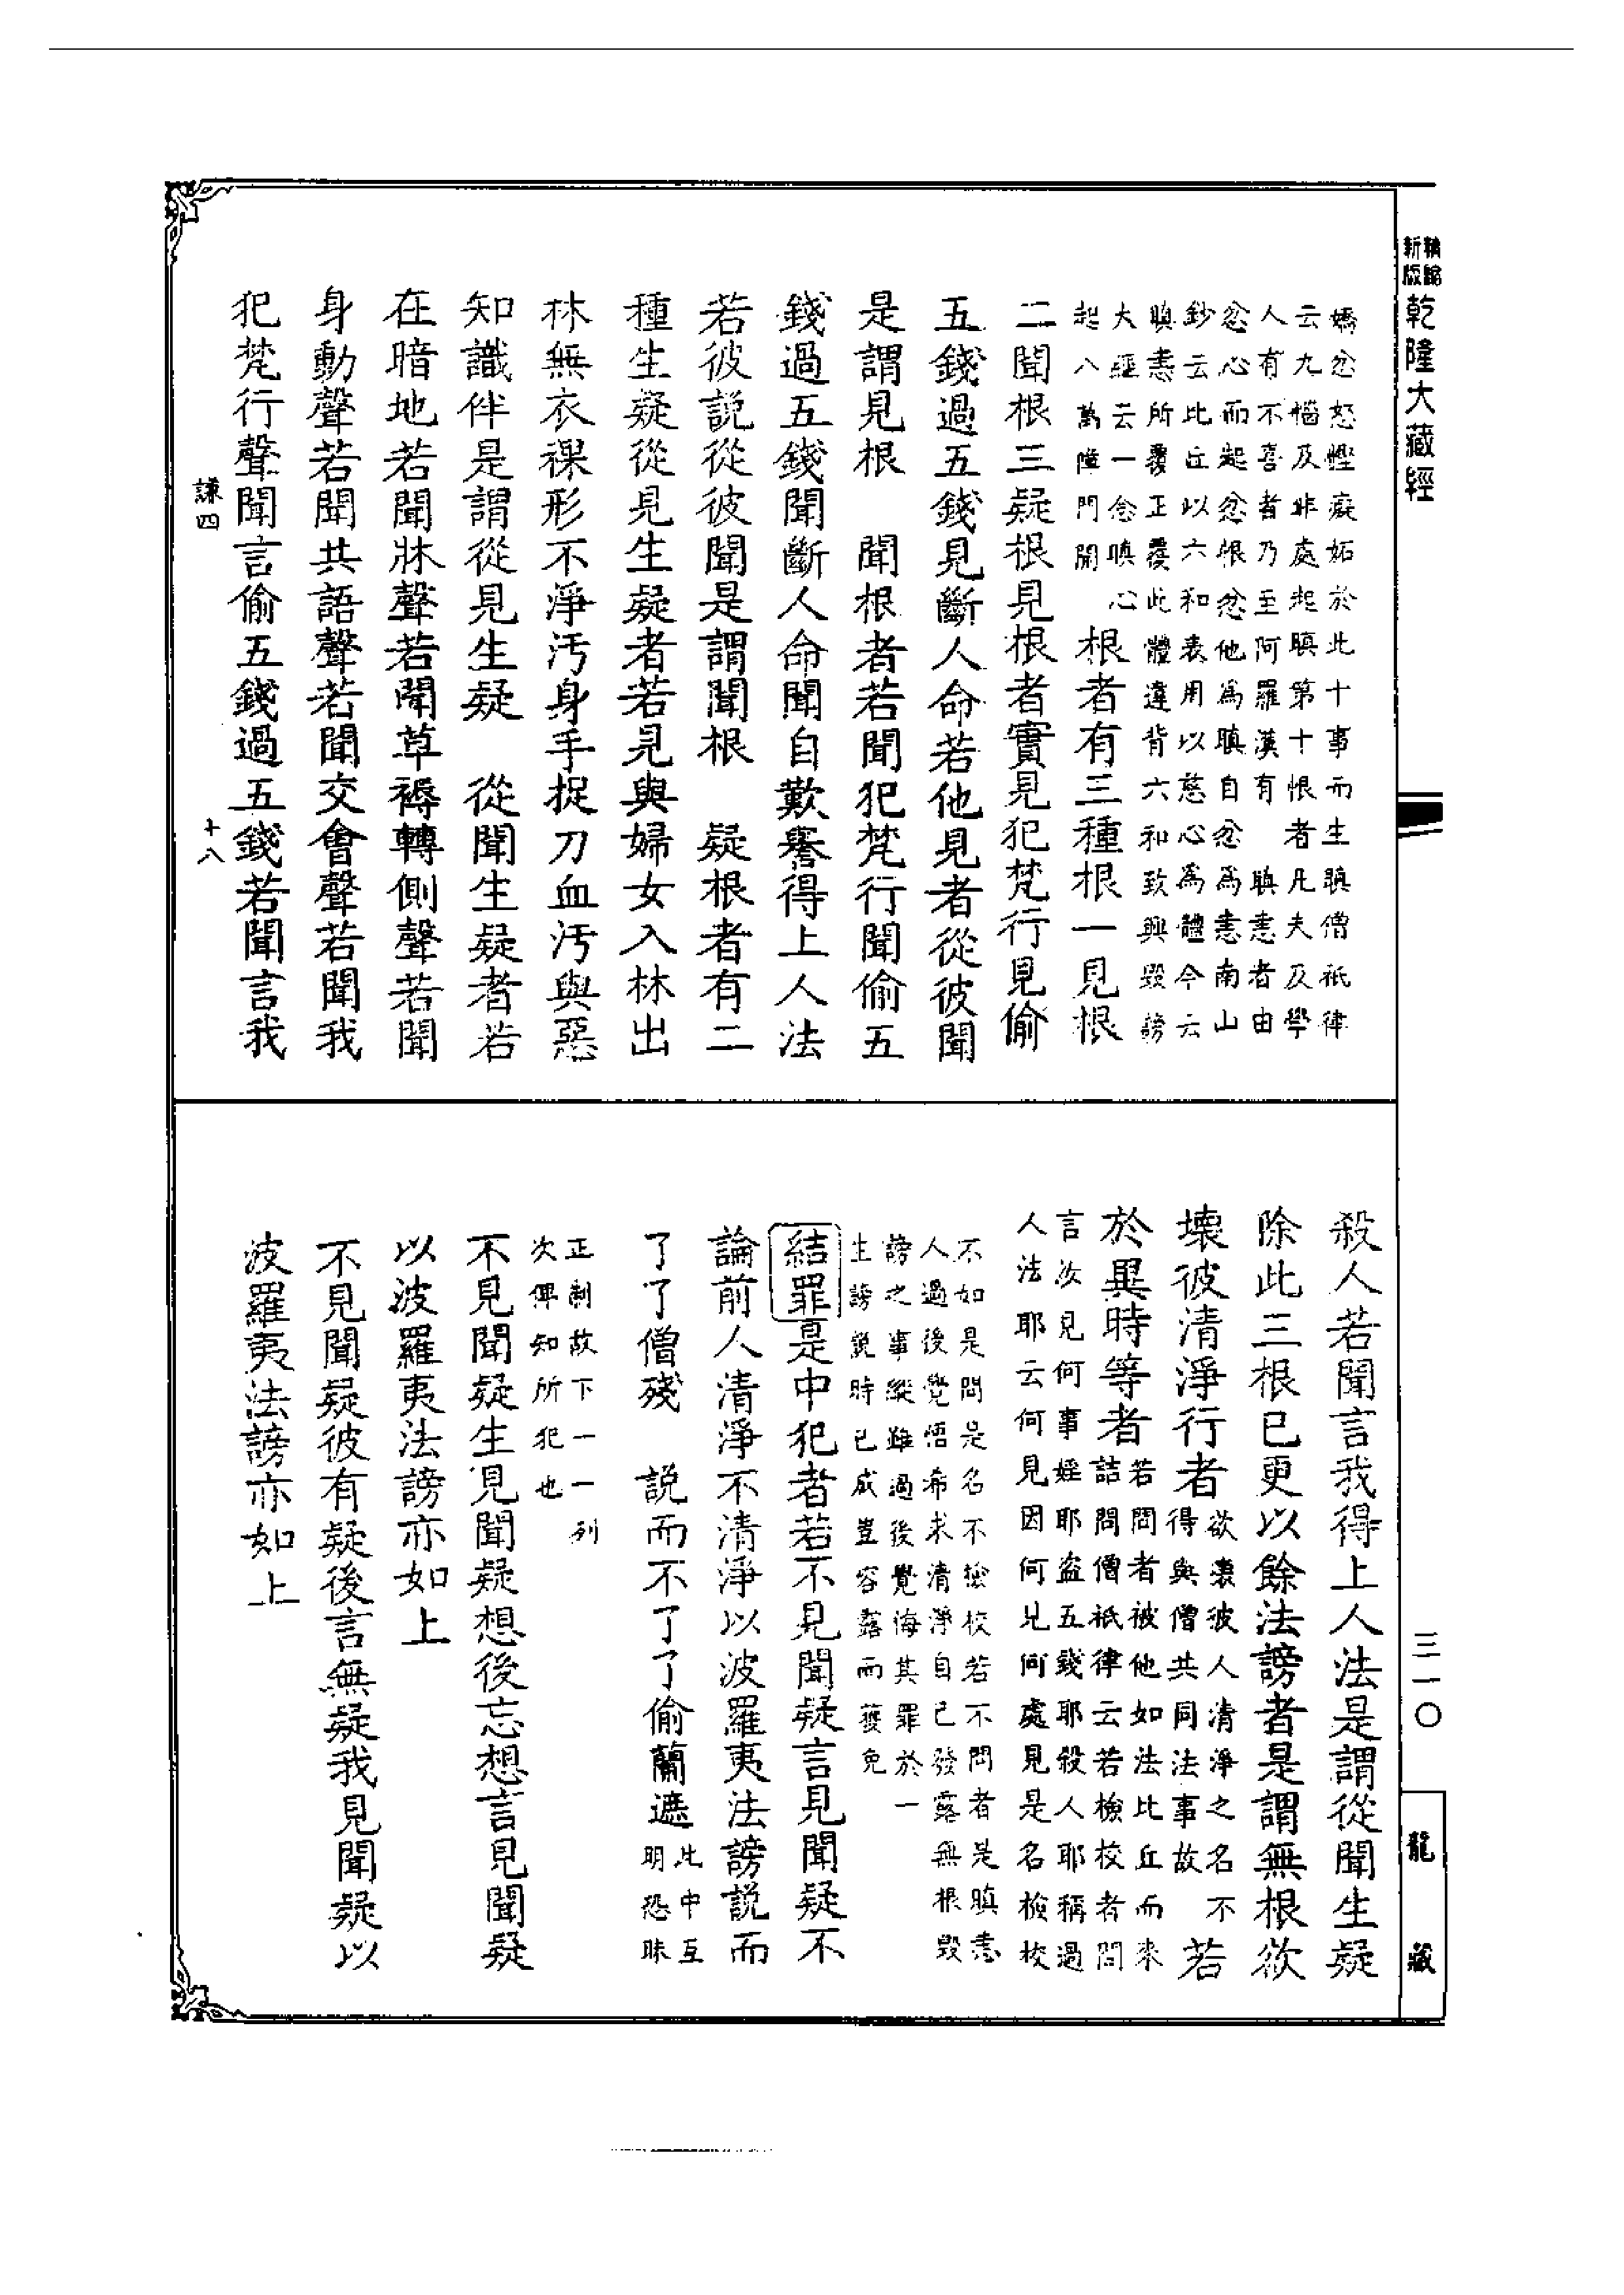 新版
乾隆大藏經
憍忿怒慳癡妬於此十事而生瞋僧祇律
云九惱及非處起瞋第十恨者凡夫及學
人有不喜者乃至阿羅漢有　瞋恚者由
忿心而起忿恨忿他為瞋自忿為恚南山
鈔云此比丘以六和表用以慈心為體今云
瞋恚所覆正覆此體違背六和致興毀謗
大經云一念瞋心
起八萬障門開
根者有三種根一見根
二聞根三疑根見根者實見犯梵行見偷
五錢過五錢見斷人命若他見者從彼聞
是謂見根　聞根者若聞犯梵行聞偷五
錢過五錢聞斷人命聞自歎譽得上人法
若彼說從彼聞是謂聞根　疑根者有二
種生疑從見生疑者若見與婦女入林出
林無衣裸形不淨汚身手捉刀血汚與惡
知識伴是謂從見生疑　從聞生疑者若
在暗地若聞牀聲若聞草褥轉側聲若聞
身動聲若聞共語聲若聞交會聲若聞我
犯梵行聲聞言偷五錢過五錢若聞言我
謙四
十八
殺人若聞言我得上人法是謂從聞生疑
除此三根已更以餘法謗者是謂無根欲
壞彼清淨行者
欲壞彼人清淨之名不
得與僧共同法事故
若
於異時等者
若問者被他如法比丘而來
詰問僧祇律云若檢校者問
言汝見何事婬耶盜五錢耶殺人耶稱過
人法耶云何見因何見何處見是名檢校
不如是問是名不檢校若不問者是瞋恚
人過後覺悟希求清淨自己發露無根毀
謗之事縱雖過後覺悔其罪於一
生謗說時已成豈容露而獲免
結罪是中犯者若不見聞疑言見聞疑不
論前人清淨不清淨以波羅夷法謗說而
了了僧殘　說而不了了偷蘭遮
此中互
明恐昧
正制故下一一列
次俾知所犯也
不見聞疑生見聞疑想後忘想言見聞疑
以波羅夷法謗亦如上
不見聞疑彼有疑後言無疑我見聞疑以
波羅夷法謗亦如上
三一〇
龍藏